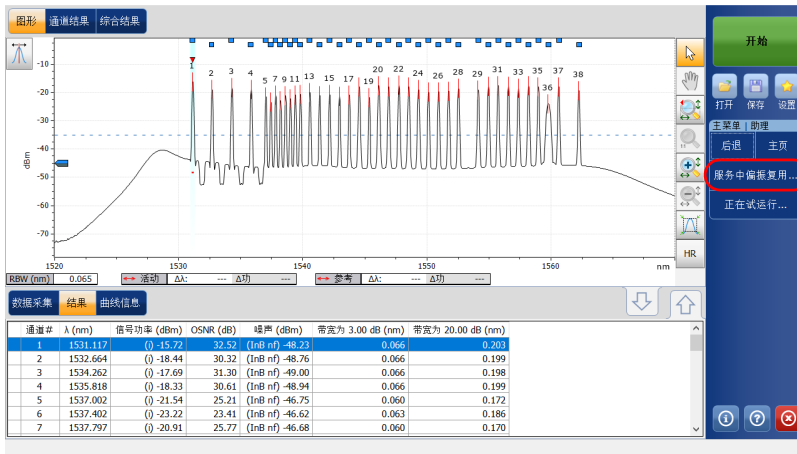 图形 通道结果 综合结果
开始
打开 保存 设置
主菜单 | 助理
后退 主页
服务中偏振复用...
正在试运行...
HR
dBm
-10
-20
-30
-40
-50
-60
-70
1 2 3 4 5 7 9 11 13 15 17 19 20 22 24 26 28 29 31 33 35 36 37 38
1520 1530 1540 1550 1560 nm
RBW (nm) 0.065 活动 Δλ: --- Δ功 --- 参考 Δλ: --- Δ功 ---
数据采集 结果 曲线信息
通道# λ (nm) 信号功率 (dBm) OSNR (dB) 噪声 (dBm) 带宽为 3.00 dB (nm) 带宽为 20.00 dB (nm)
1 1531.117 (i) -15.72 32.52 (InB nf) -48.23 0.066 0.203
2 1532.664 (i) -18.44 30.32 (InB nf) -48.76 0.066 0.199
3 1534.262 (i) -17.69 31.30 (InB nf) -49.00 0.066 0.198
4 1535.818 (i) -18.33 30.61 (InB nf) -48.94 0.066 0.199
5 1537.002 (i) -21.54 25.21 (InB nf) -46.75 0.060 0.172
6 1537.402 (i) -23.22 23.41 (InB nf) -46.62 0.063 0.186
7 1537.797 (i) -20.91 25.77 (InB nf) -46.68 0.060 0.170